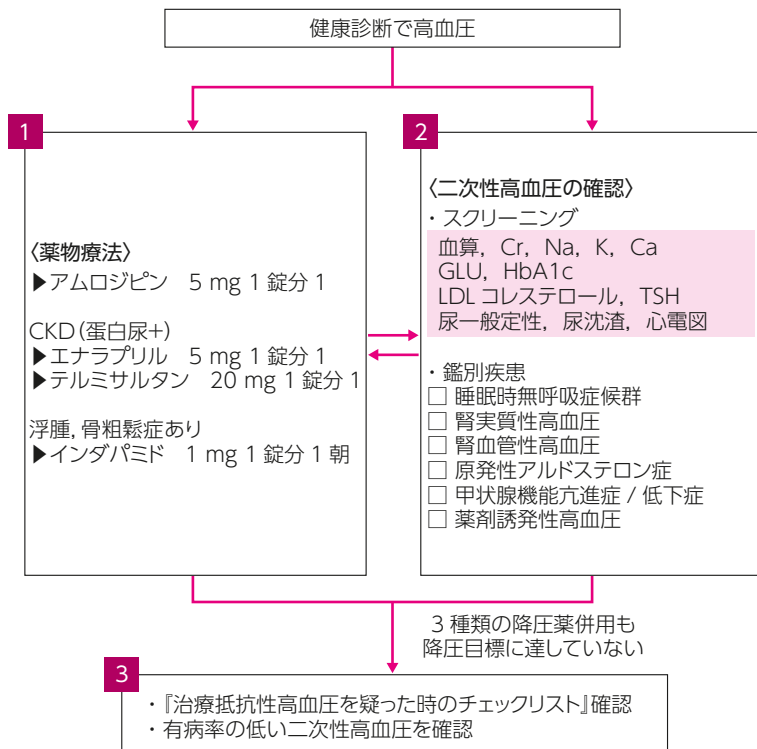 健康診断で高血圧
1
〈薬物療法〉
▶アムロジピン 5 mg 1 錠分 1
CKD（蛋白尿+）
▶エナラプリル 5 mg 1 錠分 1
▶テルミサルタン 20 mg 1 錠分 1
浮腫, 骨粗鬆症あり
▶インダパミド 1 mg 1 錠分 1 朝
2
〈二次性高血圧の確認〉
・スクリーニング
血算，Cr，Na，K，Ca
GLU，HbA1c
LDL コレステロール，TSH
尿一般定性，尿沈渣，心電図
・鑑別疾患
□ 睡眠時無呼吸症候群
□ 腎実質性高血圧
□ 腎血管性高血圧
□ 原発性アルドステロン症
□ 甲状腺機能亢進症 / 低下症
□ 薬剤誘発性高血圧
3 種類の降圧薬併用も
降圧目標に達していない
3
・『治療抵抗性高血圧を疑った時のチェックリスト』確認
・有病率の低い二次性高血圧を確認